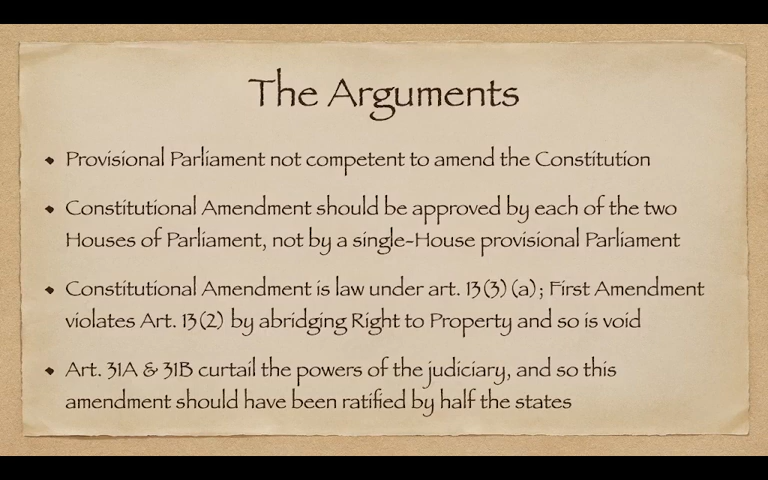 The Arguments
Provisional Parliament not competent to amend the Constitution
Constitutional Amendment should be approved by each of the two
Houses of Parliament, not by a single-House provisional Parliament
Constitutional Amendment is law under art. 13(3)(a); First Amendment
violates Art. 13(2) by abridging Right to Property and so is void
Art. 31A & 31B curtail the powers of the judiciary, and so this
amendment should have been ratified by half the states